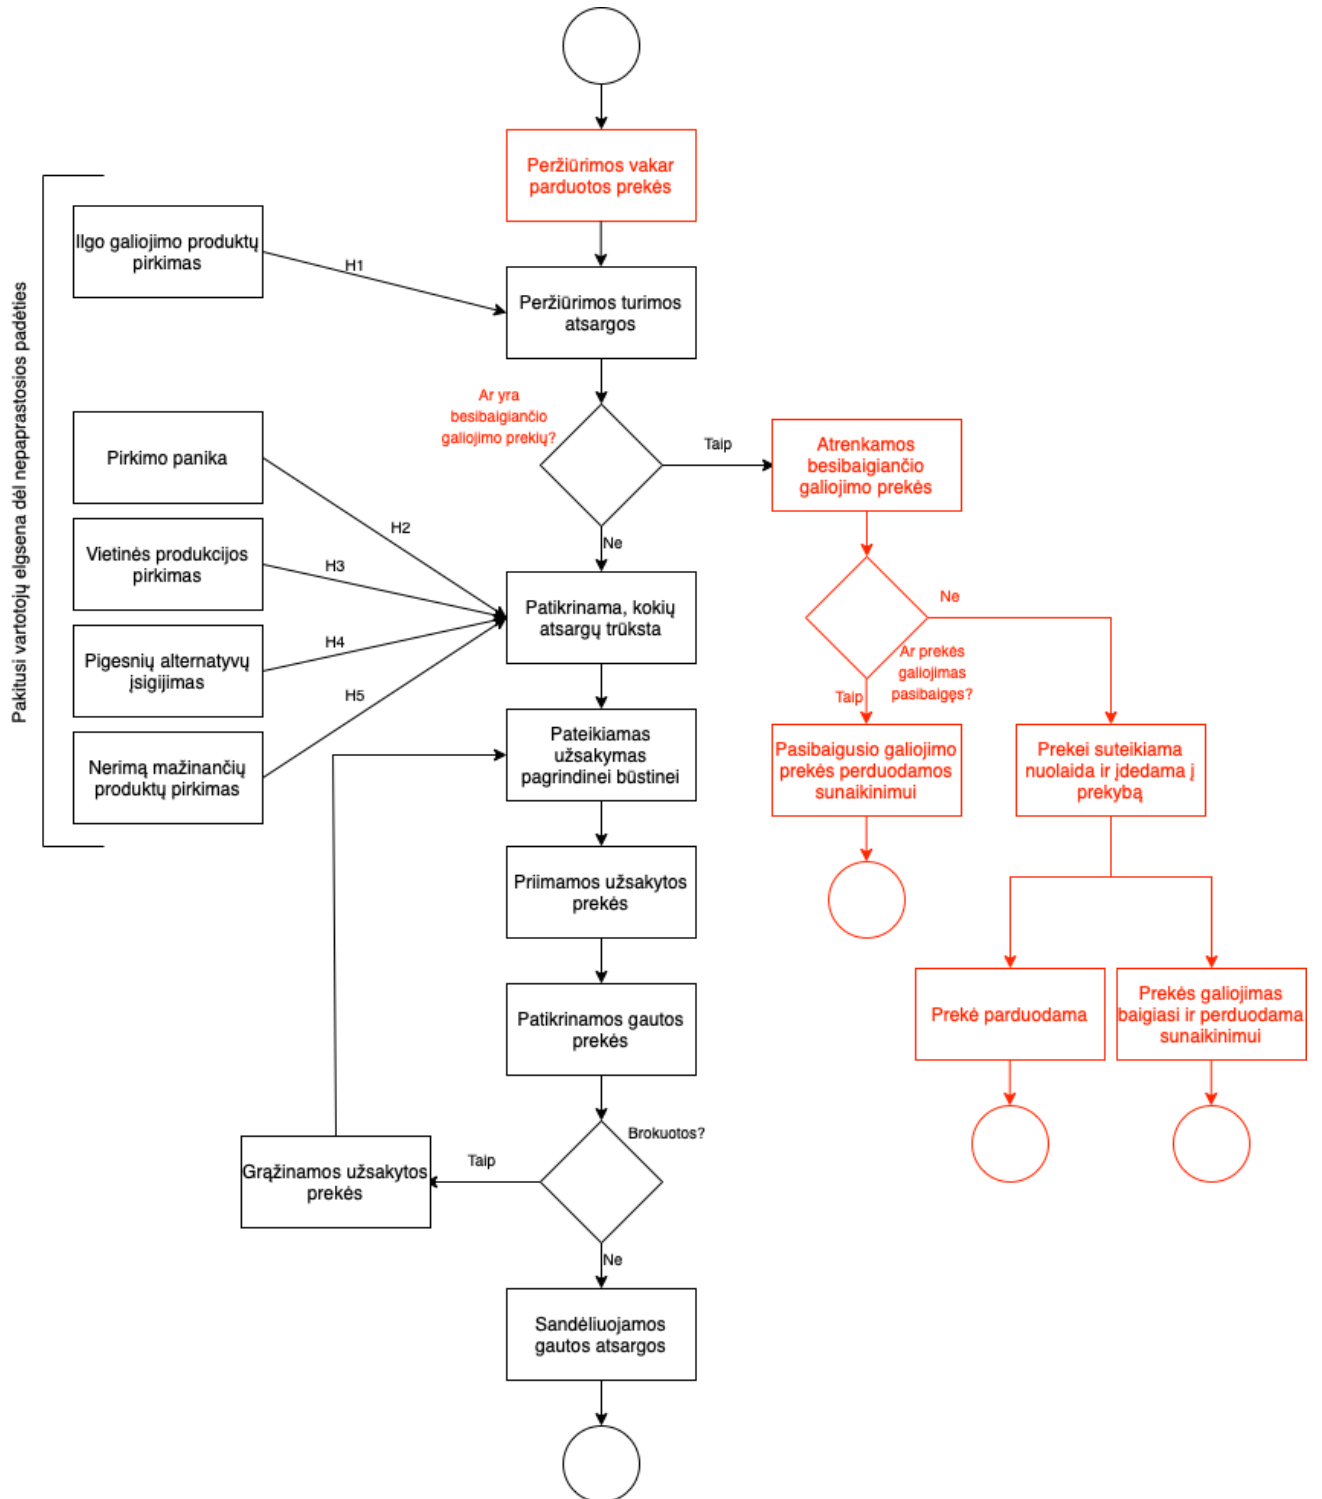 Peržiūrimos vakar
parduotos prekės
Pakitusi vartotojų elgsena dėl nepaprastosios padėties
Ilgo galiojimo produktų
pirkimas
H1
Peržiūrimos turimos
atsargos
Ar yra
besibaigiančio
galiojimo prekių?
Taip
Atrenkamos
besibaigiančio
galiojimo prekės
Pirkimo panika
H2
Ne
Vietinės produkcijos
pirkimas
H3
Patikrinama, kokių
atsargų trūksta
Ne
Ar prekės
galiojimas
pasibaigęs?
Taip
Pigesnių alternatyvų
įsigijimas
H4
H5
Nerimą mažinančių
produktų pirkimas
Pateikiamas
užsakymas
pagrindinei būstinei
Pasibaigusio galiojimo
prekės perduodamos
sunaikinimui
Prekei suteikiama
nuolaida ir įdedama į
prekybą
Priimamos užsakytos
prekės
Patikrinamos gautos
prekės
Prekė parduodama
Prekės galiojimas
baigiasi ir perduodama
sunaikinimui
Brokuotos?
Taip
Grąžinamos užsakytos
prekės
Ne
Sandėliuojamos
gautos atsargos